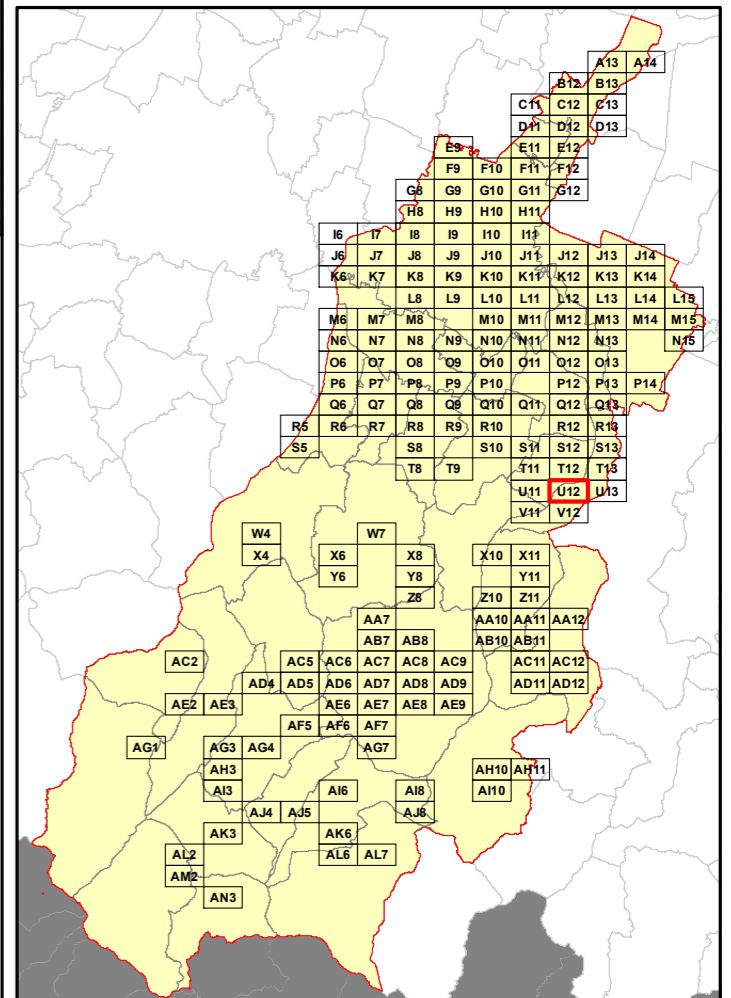 A13 A14
B12 B13
C11 C12 C13
D11 D12 D13
E9 E11 E12
F9 F10 F11 F12
G8 G9 G10 G11 G12
H8 H9 H10 H11
I6 I7 I8 I9 I10 I11
J6 J7 J8 J9 J10 J11 J12 J13 J14
K6 K7 K8 K9 K10 K11 K12 K13 K14
L8 L9 L10 L11 L12 L13 L14 L15
M6 M7 M8 M10 M11 M12 M13 M14 M15
N6 N7 N8 N9 N10 N11 N12 N13 N15
O6 O7 O8 O9 O10 O11 O12 O13
P6 P7 P8 P9 P10 P12 P13 P14
Q6 Q7 Q8 Q9 Q10 Q11 Q12 Q13
R5 R6 R7 R8 R9 R10 R12 R13
S5 S8 S10 S11 S12 S13
T8 T9 T11 T12 T13
U11 U12 U13
V11 V12
W4 W7
X4 X6 X8 X10 X11
Y6 Y8 Y11
Z8 Z10 Z11
AA7 AA10 AA11 AA12
AB7 AB8 AB10 AB11
AC2 AC5 AC6 AC7 AC8 AC9 AC11 AC12
AD4 AD5 AD6 AD7 AD8 AD9 AD11 AD12
AE2 AE3 AE6 AE7 AE8 AE9
AF5 AF6 AF7
AG1 AG3 AG4 AG7
AH3 AH10 AH11
AI3 AI6 AI8 AI10
AJ4 AJ5 AJ8
AK3 AK6
AL2 AL6 AL7
AM2
AN3